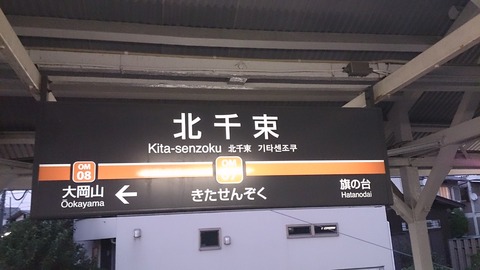 北千束
Kita-senzoku 北千束 기타센조쿠
OM
08
OM
07
大岡山
Ōokayama
←
きたせんぞく
旗の台
Hatanodai